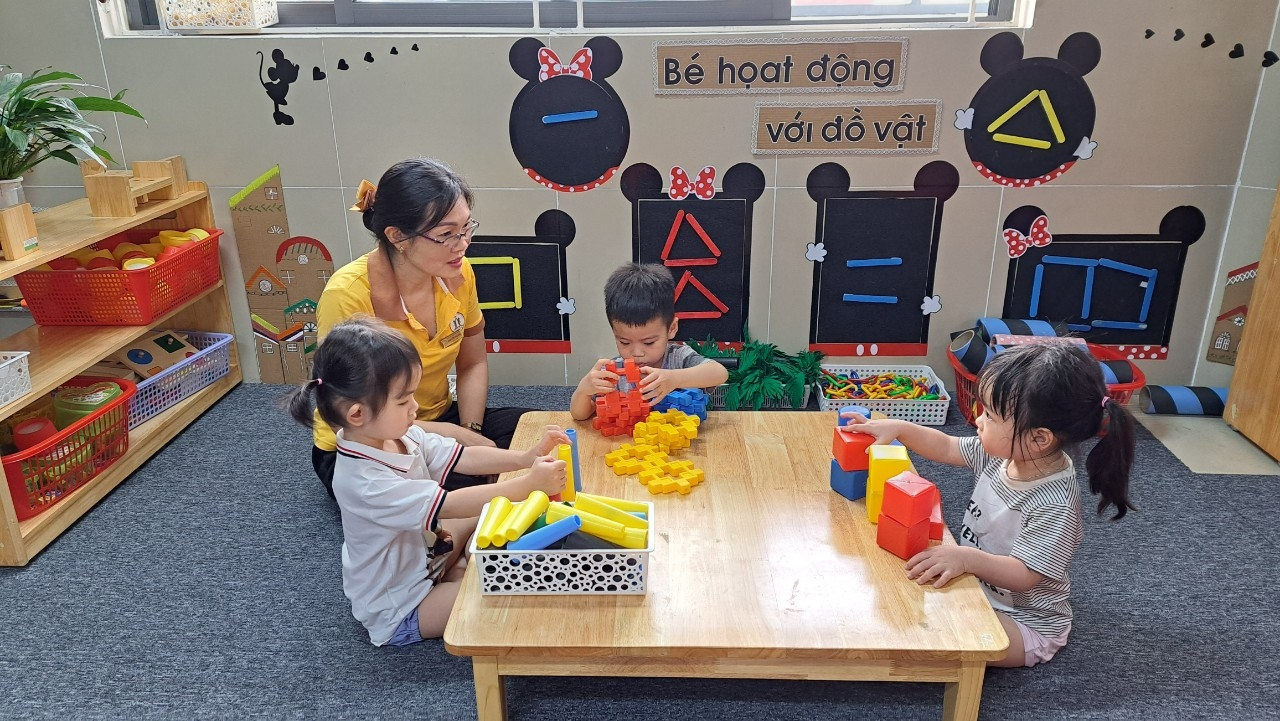 Bé hoạt động
với đồ vật